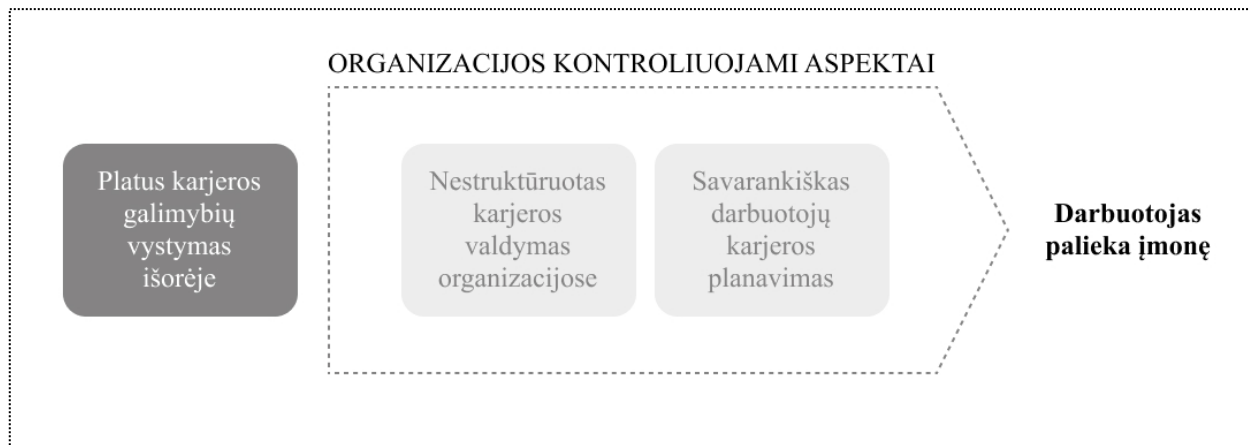 ORGANIZACIJOS KONTROLIUOJAMI ASPEKTAI
Platus karjeros
galimybių
vystymas
išorėje
Nestruktūruotas
karjeros
valdymas
organizacijose
Savarankiškas
darbuotojų
karjeros
planavimas
Darbuotojas
palieka įmonę